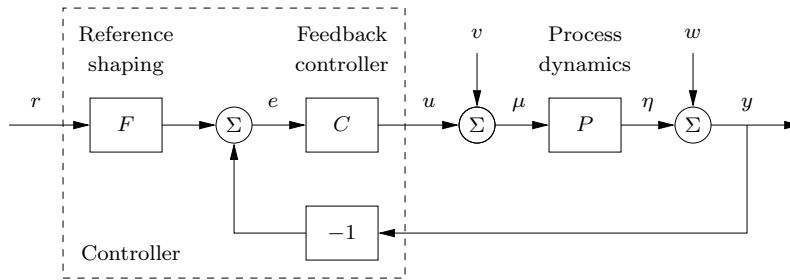 Reference
shaping
Feedback
controller
v
Process
dynamics
w
r
F
Σ
e
C
u
Σ
μ
P
η
Σ
y
−1
Controller